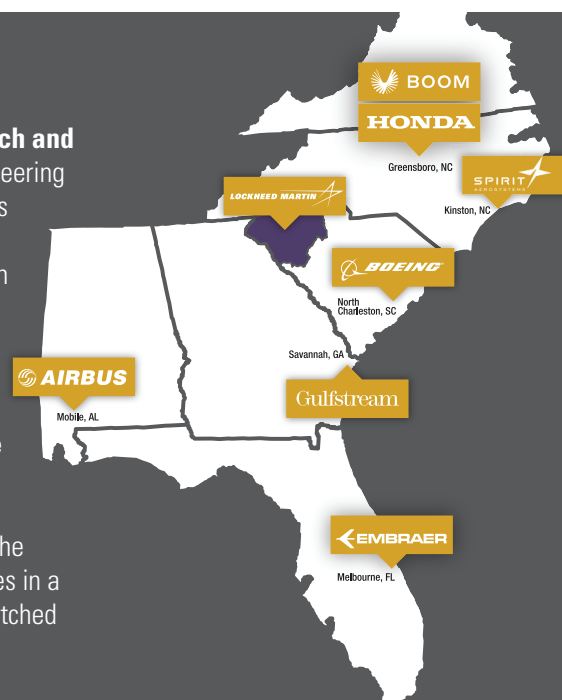 ch and
eering
s
n
e
he
es in a
tched
BOOM
HONDA
Greensboro, NC
SPIRIT
AEROSYSTEMS
Kinston, NC
LOCKHEED MARTIN
BOEING
North
Charleston, SC
Savannah, GA
Gulfstream
AIRBUS
Mobile, AL
EMBRAER
Melbourne, FL